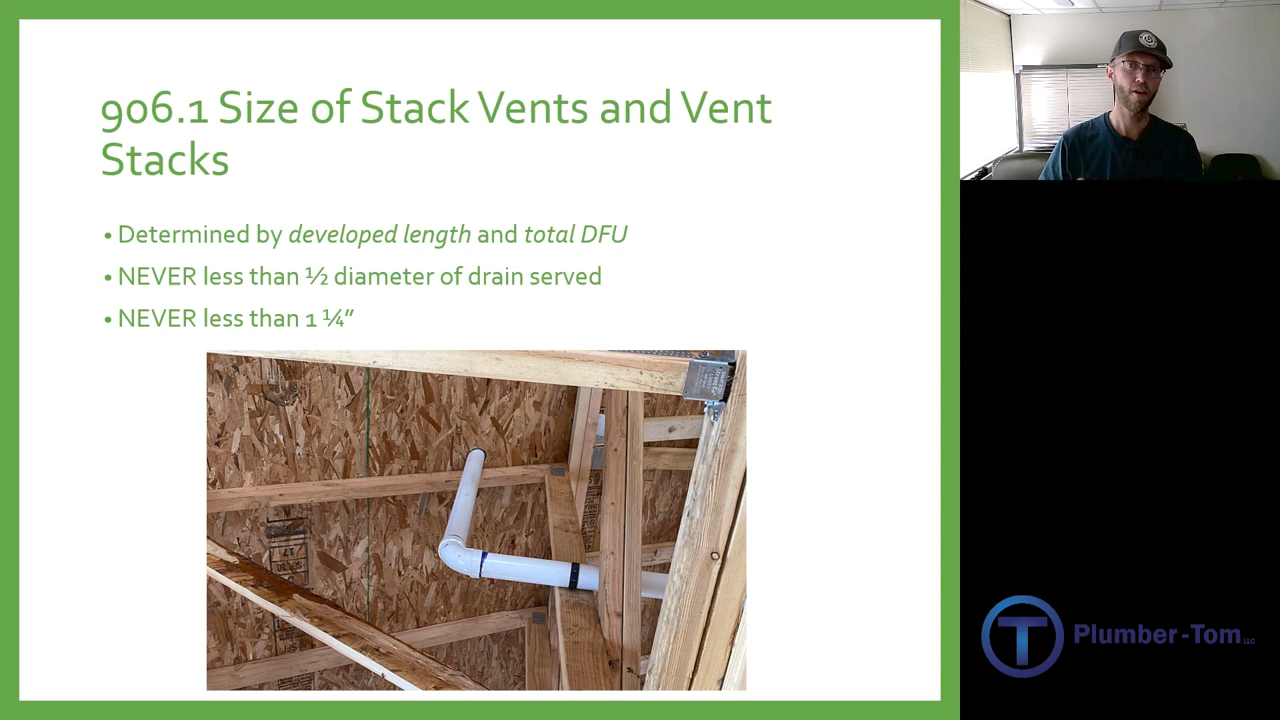 906.1 Size of Stack Vents and Vent
Stacks
• Determined by developed length and total DFU
• NEVER less than ½ diameter of drain served
• NEVER less than 1 ¼”
T Plumber-Tom LLC